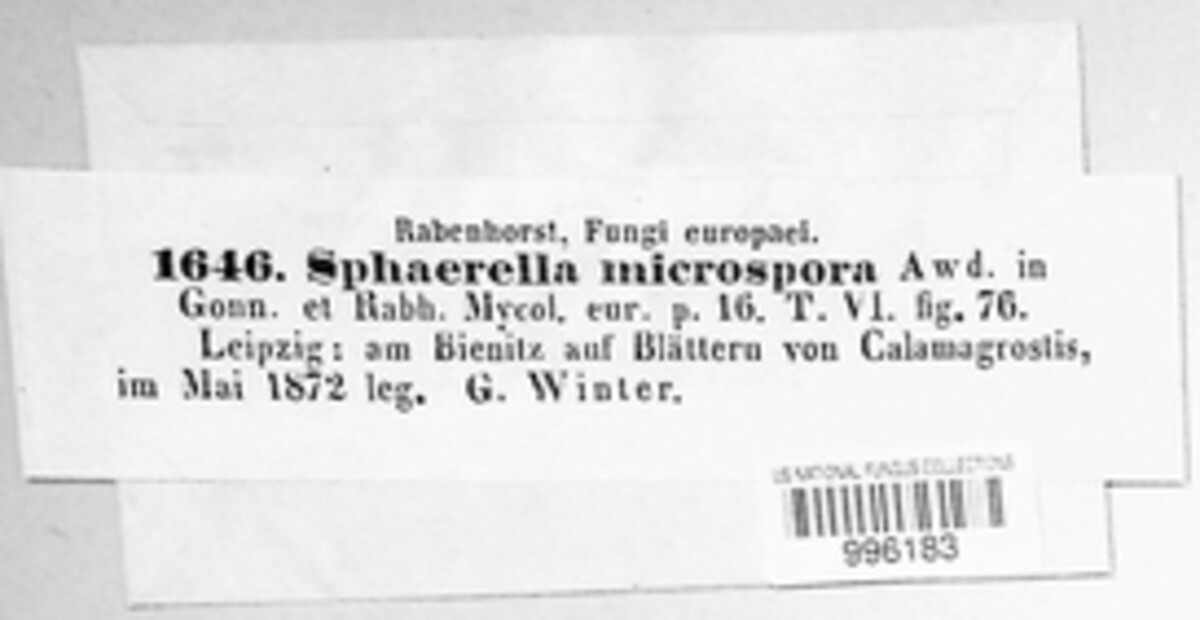 Rabenhorst, Fungi europaei.
1646. Sphaerella microspora Awd. in
Gonn. et Rabh. Mycol. eur. p. 16. T. VI. fig. 76.
Leipzig: am Bienitz auf Blättern von Calamagrostis,
im Mai 1872 leg. G. Winter.
US NATIONAL FUNGUS COLLECTIONS
996183